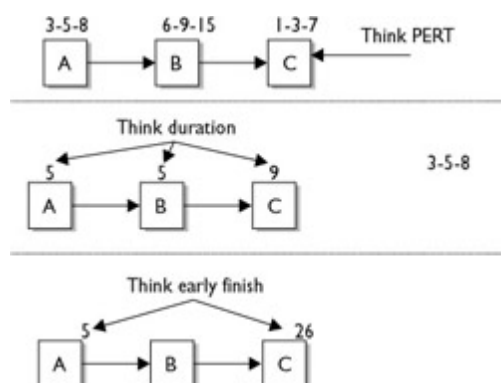 3-5-8 6-9-15 1-3-7
Think PERT
A B C
Think duration
5 5 9
3-5-8
A B C
Think early finish
5 26
A B C